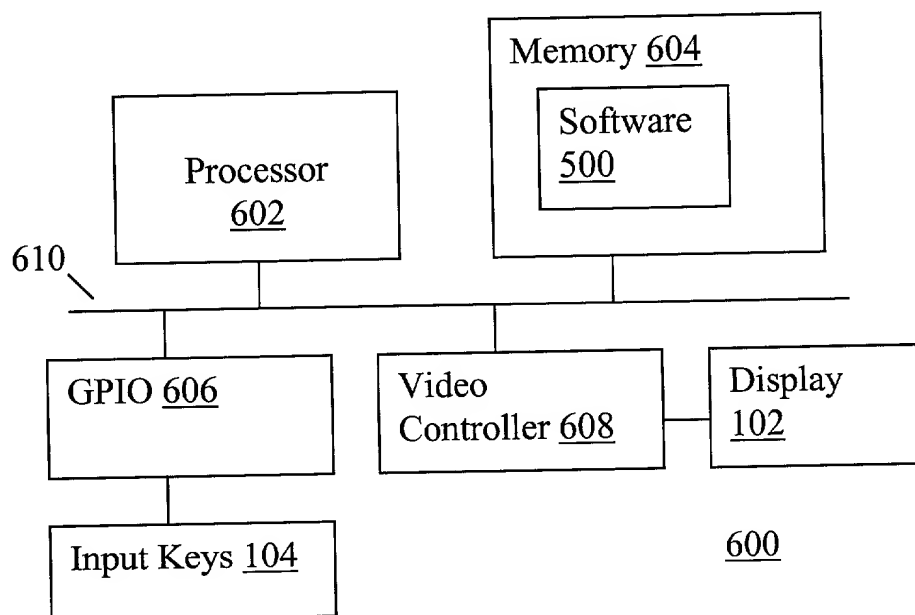 Memory 604
Software
500
Processor
602
610
GPIO 606
Video
Controller 608
Display
102
Input Keys 104
600